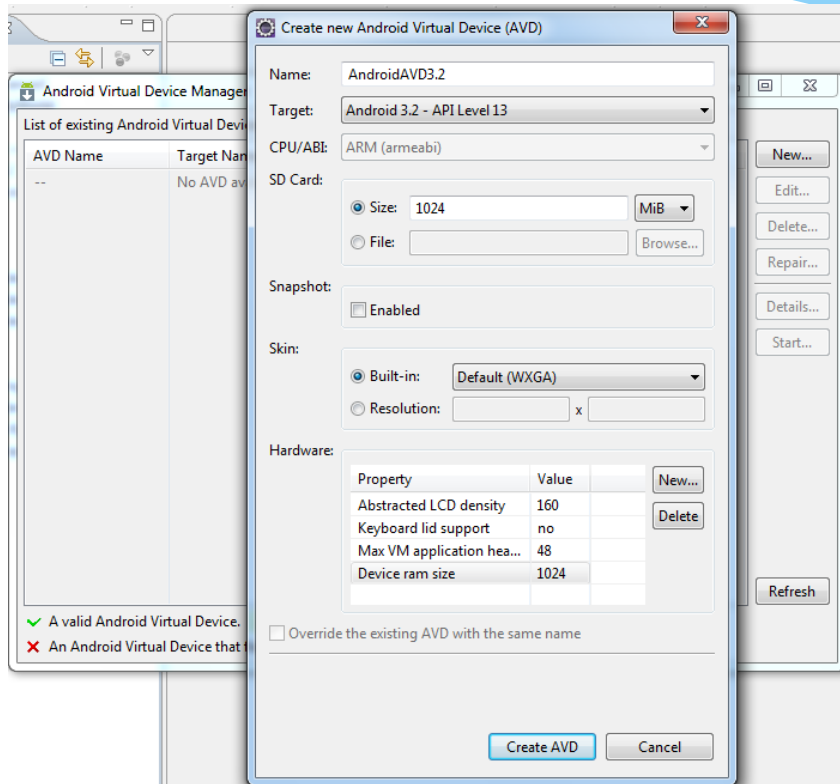 Create new Android Virtual Device (AVD)
Android Virtual Device Manager
List of existing Android Virtual Devi
AVD Name Target Nan
-- No AVD av
New...
Edit...
Delete...
Repair...
Details...
Start...
Refresh
A valid Android Virtual Device.
An Android Virtual Device that f
Name: AndroidAVD3.2
Target: Android 3.2 - API Level 13
CPU/ABI: ARM (armeabi)
SD Card:
Size: 1024 MiB
File: Browse...
Snapshot:
Enabled
Skin:
Built-in: Default (WXGA)
Resolution: x
Hardware:
Property Value New...
Abstracted LCD density 160
Keyboard lid support no Delete
Max VM application hea... 48
Device ram size 1024
Override the existing AVD with the same name
Create AVD Cancel